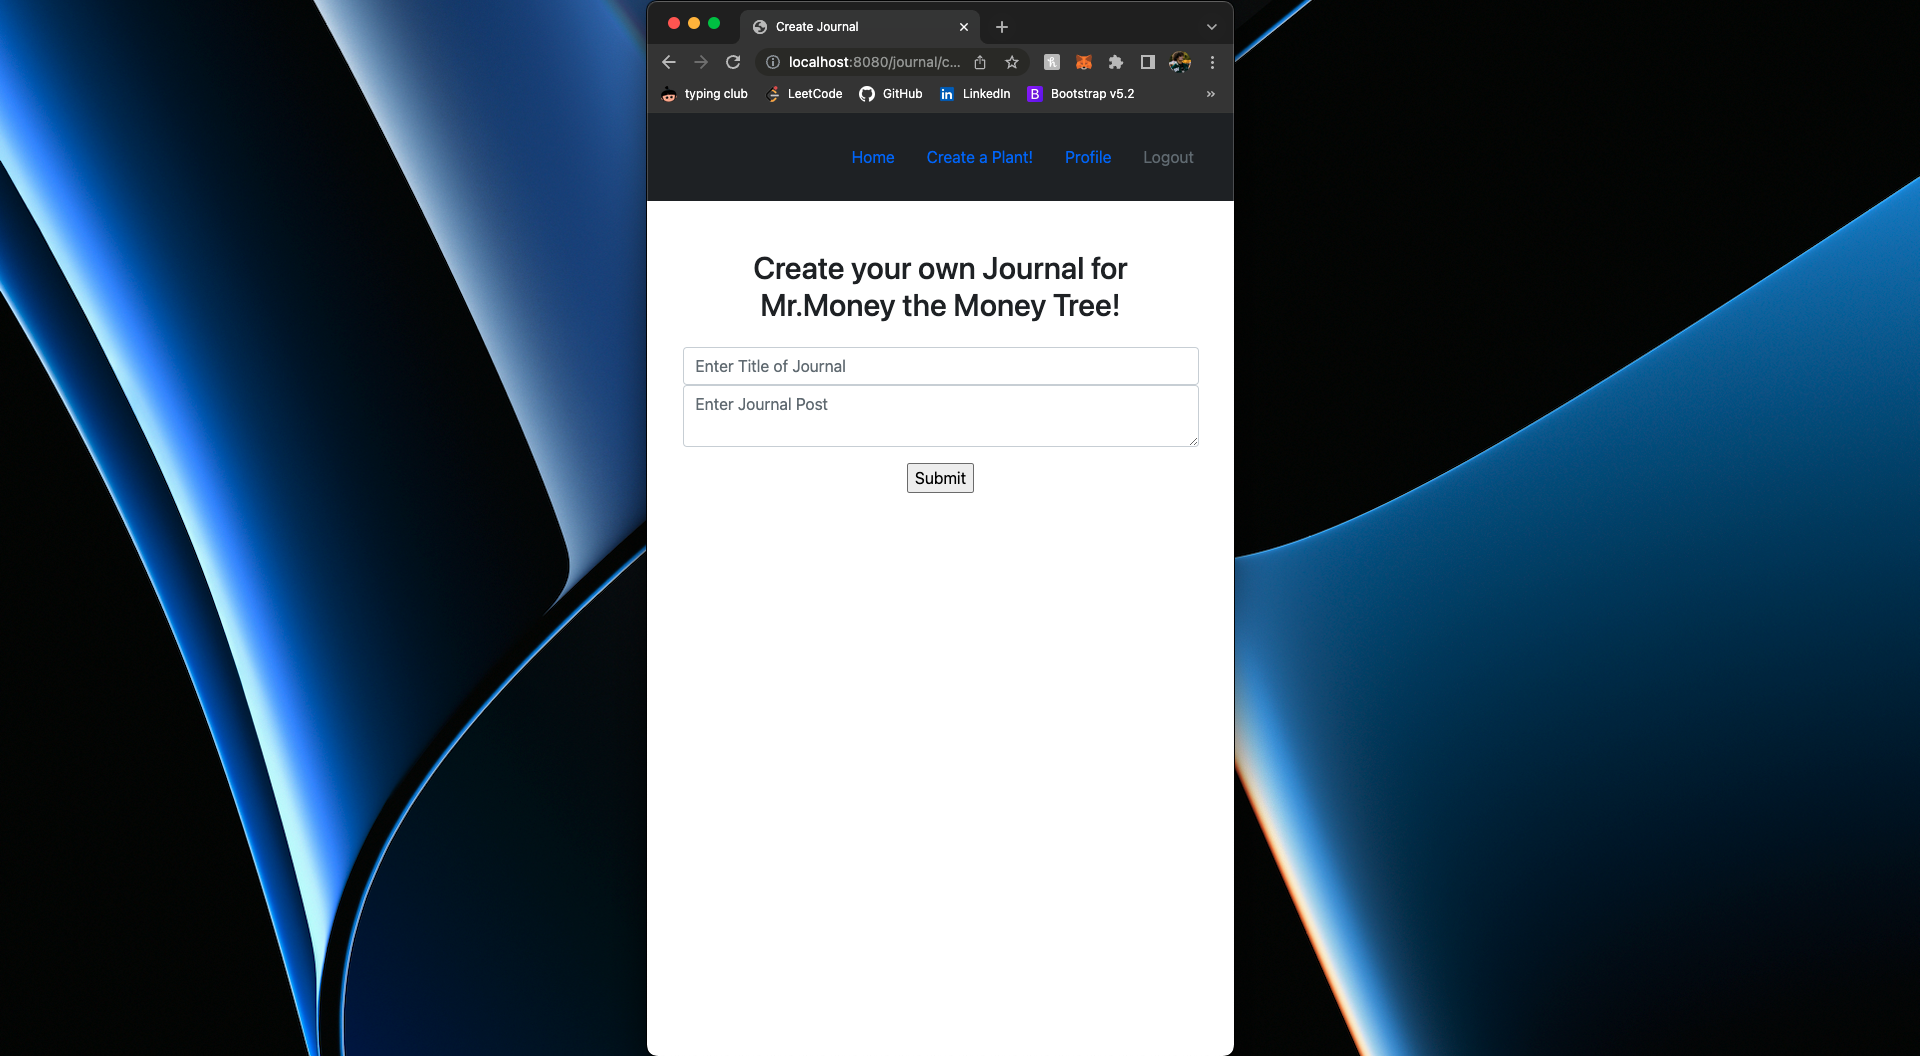 Create Journal
localhost:8080/journal/c...
typing club LeetCode GitHub LinkedIn B Bootstrap v5.2 »
Home Create a Plant! Profile Logout
Create your own Journal for
Mr.Money the Money Tree!
Enter Title of Journal
Enter Journal Post
Submit